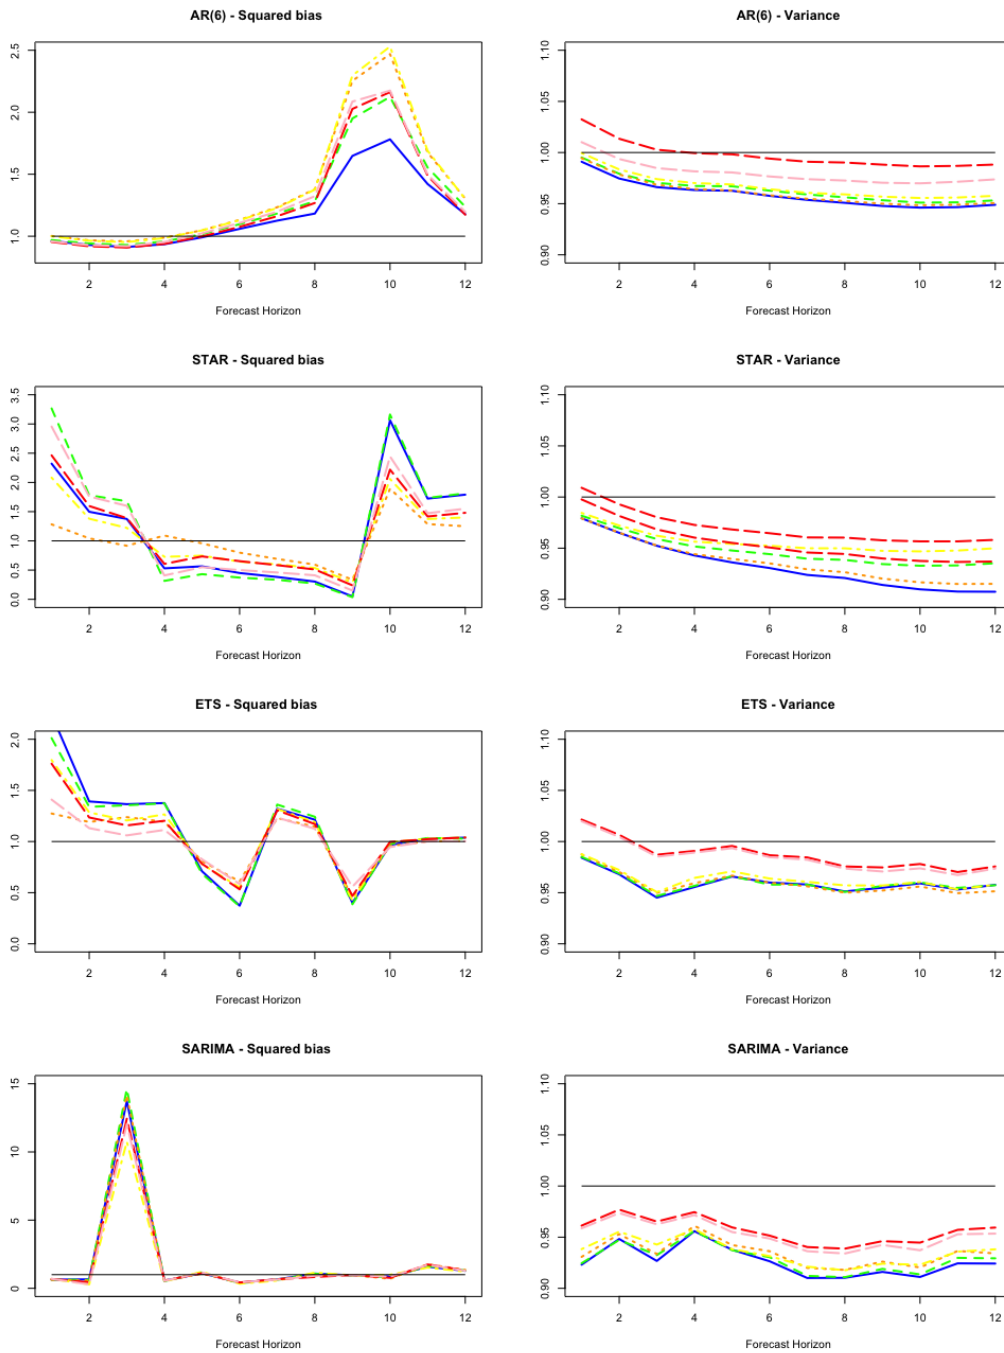 AR(6) - Squared bias
2.5
2.0
1.5
1.0
2 4 6 8 10 12
Forecast Horizon
AR(6) - Variance
1.10
1.05
1.00
0.95
0.90
2 4 6 8 10 12
Forecast Horizon
STAR - Squared bias
3.5
3.0
2.5
2.0
1.5
1.0
0.5
0.0
2 4 6 8 10 12
Forecast Horizon
STAR - Variance
1.10
1.05
1.00
0.95
0.90
2 4 6 8 10 12
Forecast Horizon
ETS - Squared bias
2.0
1.5
1.0
0.5
0.0
2 4 6 8 10 12
Forecast Horizon
ETS - Variance
1.10
1.05
1.00
0.95
0.90
2 4 6 8 10 12
Forecast Horizon
SARIMA - Squared bias
15
10
5
0
2 4 6 8 10 12
Forecast Horizon
SARIMA - Variance
1.10
1.05
1.00
0.95
0.90
2 4 6 8 10 12
Forecast Horizon